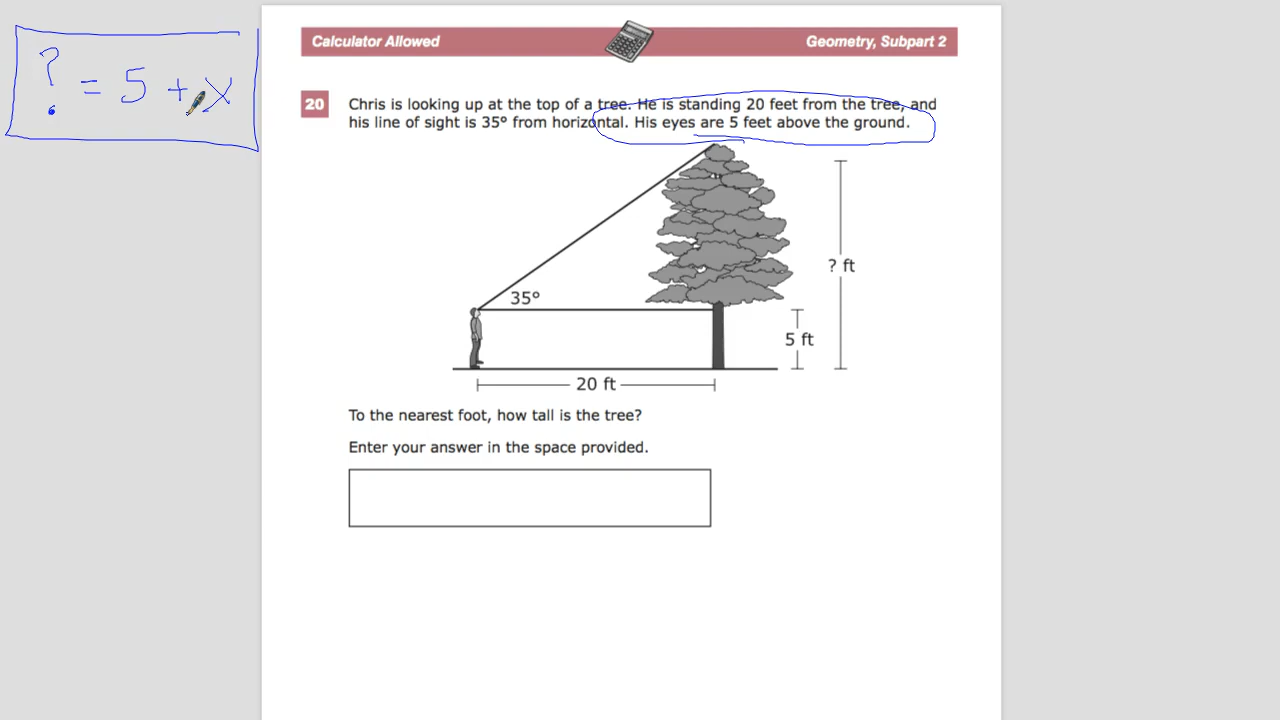 ? = 5 + x
Calculator Allowed
Geometry, Subpart 2
20
Chris is looking up at the top of a tree. He is standing 20 feet from the tree, and
his line of sight is 35° from horizontal. His eyes are 5 feet above the ground.
? ft
35°
5 ft
20 ft
To the nearest foot, how tall is the tree?
Enter your answer in the space provided.